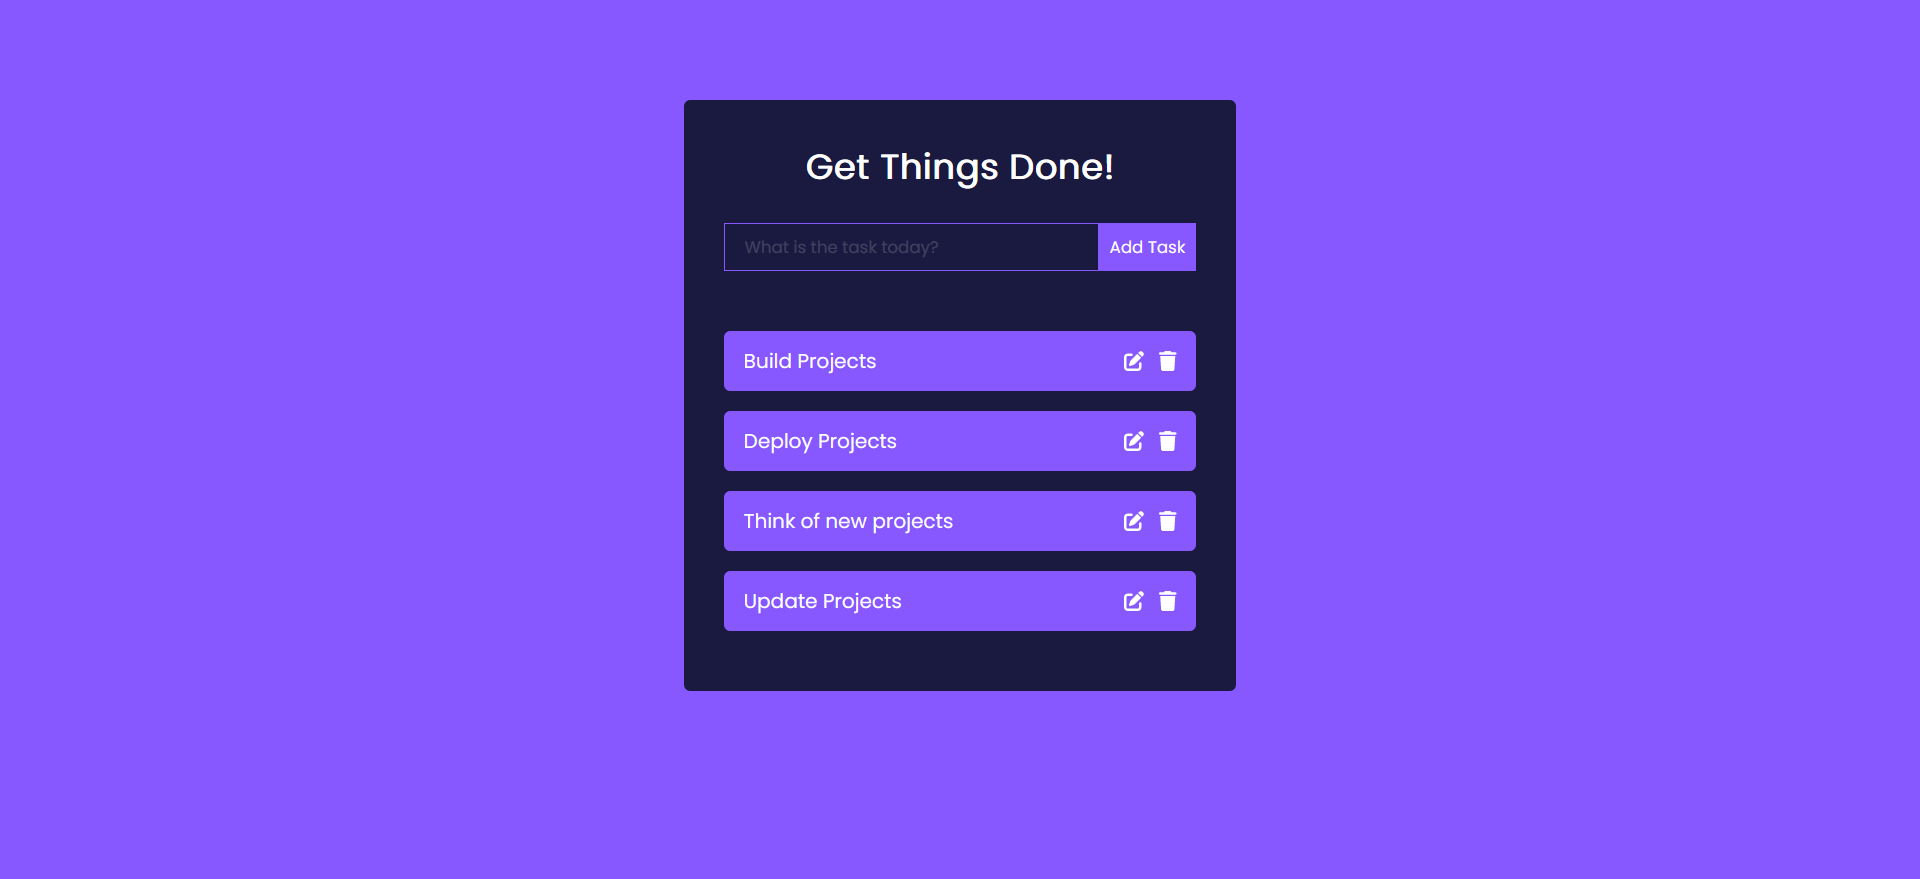 Get Things Done!
What is the task today?
Add Task
Build Projects
Deploy Projects
Think of new projects
Update Projects